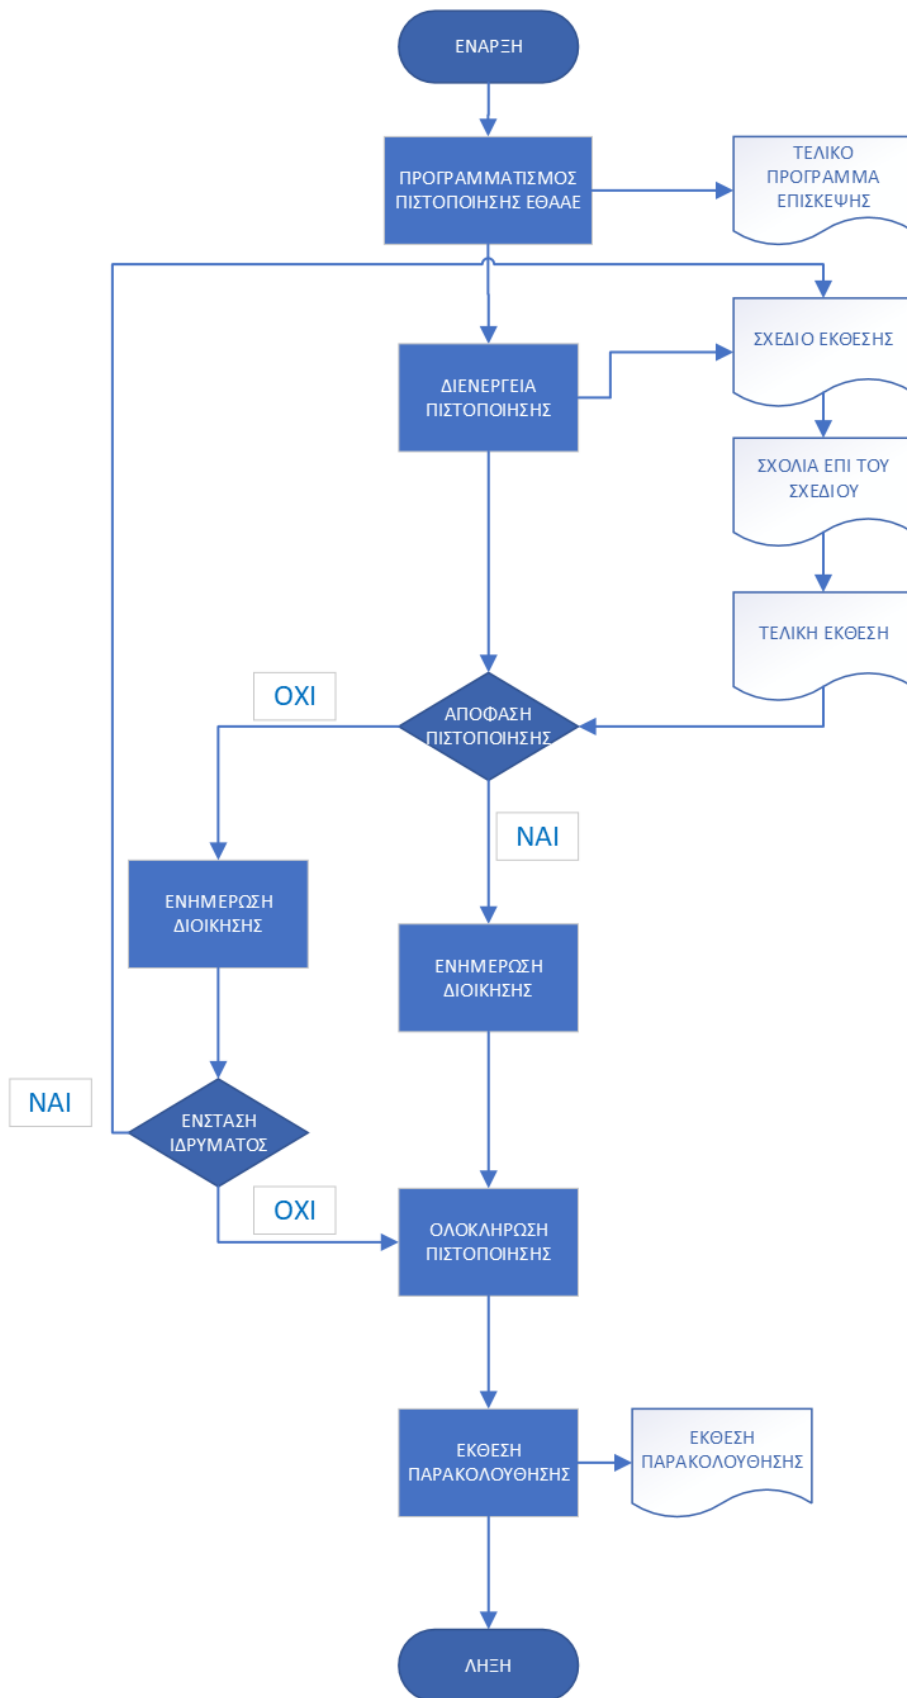 ΕΝΑΡΞΗ
ΠΡΟΓΡΑΜΜΑΤΙΣΜΟΣ
ΠΙΣΤΟΠΟΙΗΣΗΣ ΕΘΑΑΕ
ΤΕΛΙΚΟ
ΠΡΟΓΡΑΜΜΑ
ΕΠΙΣΚΕΨΗΣ
ΣΧΕΔΙΟ ΕΚΘΕΣΗΣ
ΔΙΕΝΕΡΓΕΙΑ
ΠΙΣΤΟΠΟΙΗΣΗΣ
ΣΧΟΛΙΑ ΕΠΙ ΤΟΥ
ΣΧΕΔΙΟΥ
ΤΕΛΙΚΗ ΕΚΘΕΣΗ
ΟΧΙ
ΑΠΟΦΑΣΗ
ΠΙΣΤΟΠΟΙΗΣΗΣ
ΝΑΙ
ΕΝΗΜΕΡΩΣΗ
ΔΙΟΙΚΗΣΗΣ
ΕΝΗΜΕΡΩΣΗ
ΔΙΟΙΚΗΣΗΣ
ΝΑΙ
ΕΝΣΤΑΣΗ
ΙΔΡΥΜΑΤΟΣ
ΟΧΙ
ΟΛΟΚΛΗΡΩΣΗ
ΠΙΣΤΟΠΟΙΗΣΗΣ
ΕΚΘΕΣΗ
ΠΑΡΑΚΟΛΟΥΘΗΣΗΣ
ΕΚΘΕΣΗ
ΠΑΡΑΚΟΛΟΥΘΗΣΗΣ
ΛΗΞΗ